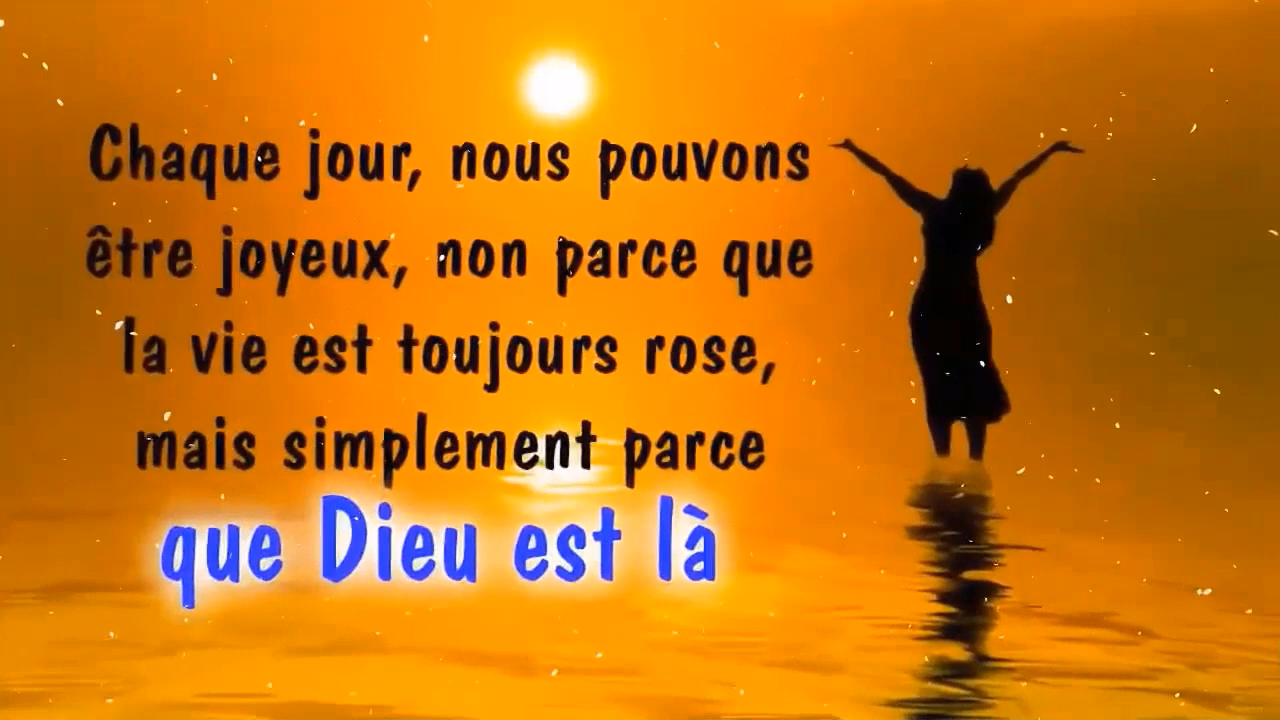 Chaque jour, nous pouvons
être joyeux, non parce que
la vie est toujours rose,
mais simplement parce
que Dieu est là